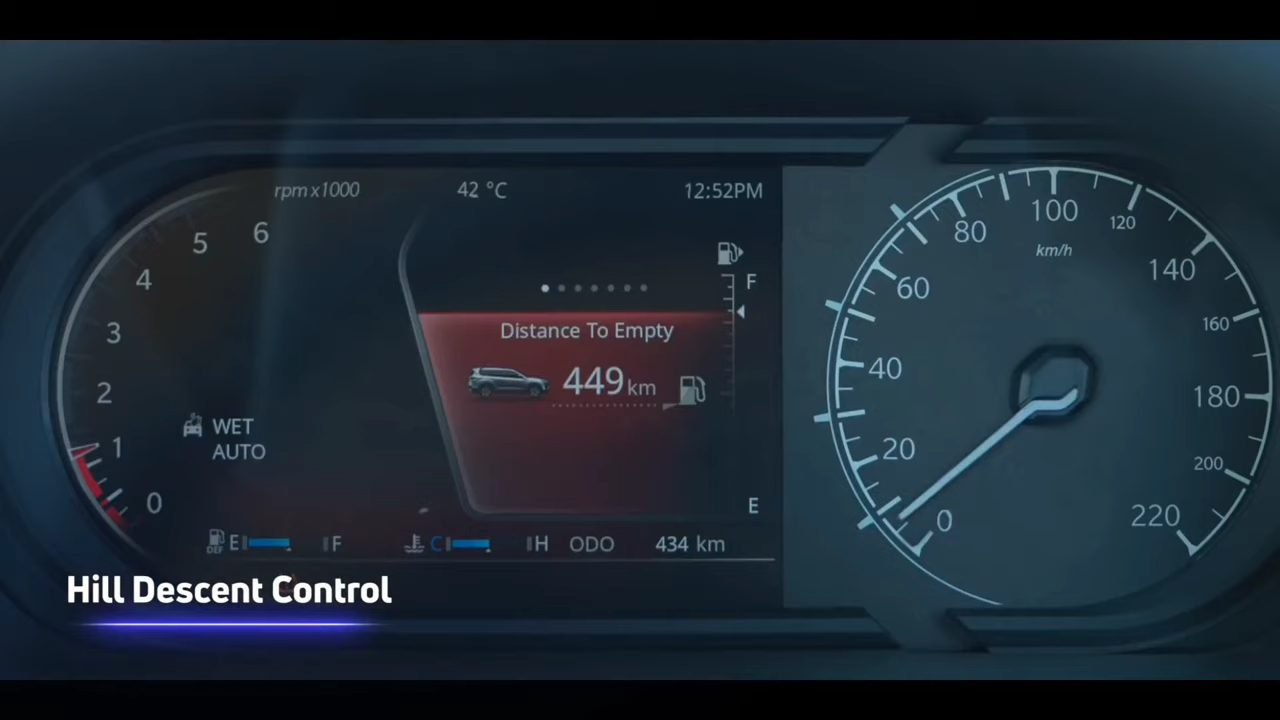 rpm x1000
42 °C
12:52PM
6
5
4
3
2
1
0
WET
AUTO
Distance To Empty
449 km
F
E
DEF
E
F
C
H
ODO
434 km
0
20
40
60
80
100
120
140
160
180
200
220
km/h
Hill Descent Control